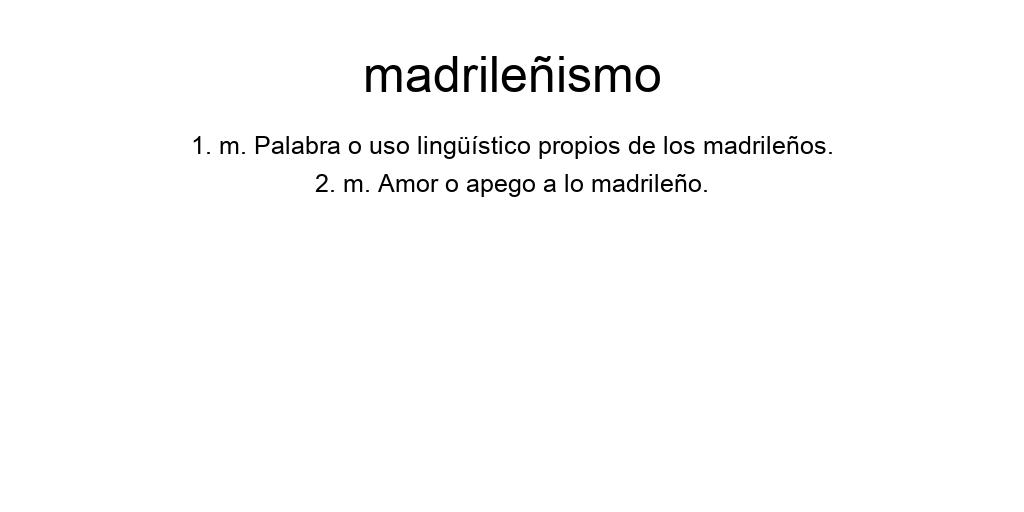 madrileñismo
1. m. Palabra o uso lingüístico propios de los madrileños.
2. m. Amor o apego a lo madrileño.